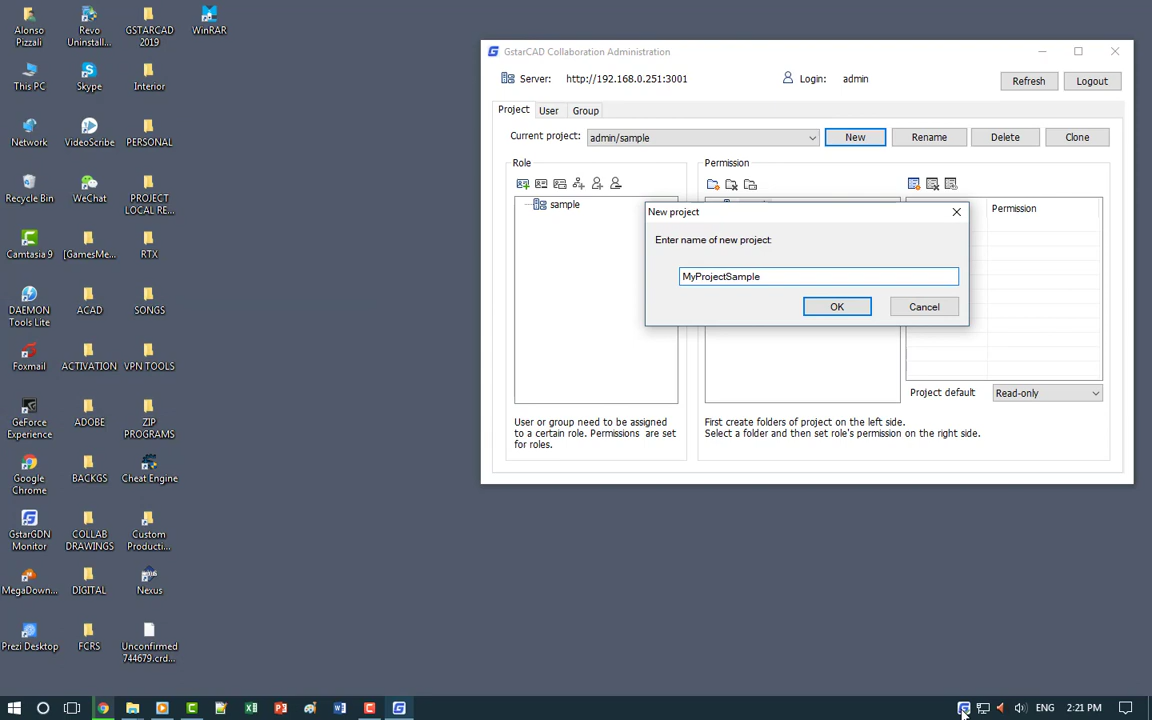 Alonso
Pizzali
Revo
Uninstall...
GSTARCAD
2019
WinRAR
This PC
Skype
Interior
Network
VideoScribe
PERSONAL
Recycle Bin
WeChat
PROJECT
LOCAL RE...
Camtasia 9
[GamesMe...
RTX
DAEMON
Tools Lite
ACAD
SONGS
Foxmail
ACTIVATION
VPN TOOLS
GeForce
Experience
ADOBE
ZIP
PROGRAMS
Google
Chrome
BACKGS
Cheat Engine
GstarGDN
Monitor
COLLAB
DRAWINGS
Custom
Producti...
MegaDown...
DIGITAL
Nexus
Prezi Desktop
FCRS
Unconfirmed
744679.crd...
GstarCAD Collaboration Administration
Server: http://192.168.0.251:3001 Login: admin Refresh Logout
Project User Group
Current project: admin/sample New Rename Delete Clone
Role Permission
sample
Permission
New project
Enter name of new project:
MyProjectSample
OK Cancel
Project default Read-only
User or group need to be assigned
to a certain role. Permissions are set
for roles.
First create folders of project on the left side.
Select a folder and then set role's permission on the right side.
ENG 2:21 PM